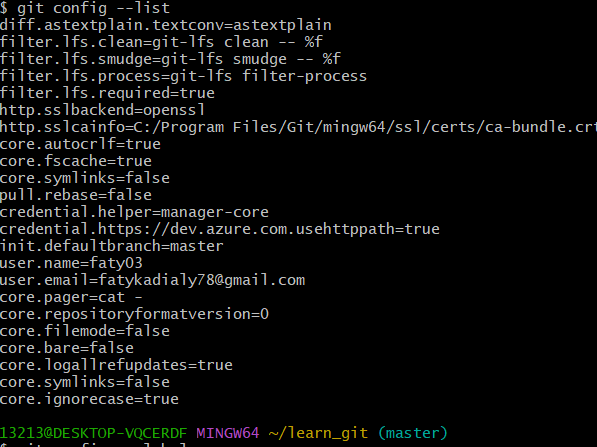 $ git config --list
diff.astextplain.textconv=astextplain
filter.lfs.clean=git-lfs clean -- %f
filter.lfs.smudge=git-lfs smudge -- %f
filter.lfs.process=git-lfs filter-process
filter.lfs.required=true
http.sslbackend=openssl
http.sslcainfo=C:/Program Files/Git/mingw64/ssl/certs/ca-bundle.crt
core.autocrlf=true
core.fscache=true
core.symlinks=false
pull.rebase=false
credential.helper=manager-core
credential.https://dev.azure.com.usehttppath=true
init.defaultbranch=master
user.name=faty03
user.email=fatykadialy78@gmail.com
core.pager=cat -
core.repositoryformatversion=0
core.filemode=false
core.bare=false
core.logallrefupdates=true
core.symlinks=false
core.ignorecase=true
13213@DESKTOP-VQCERDF MINGW64 ~/learn_git (master)